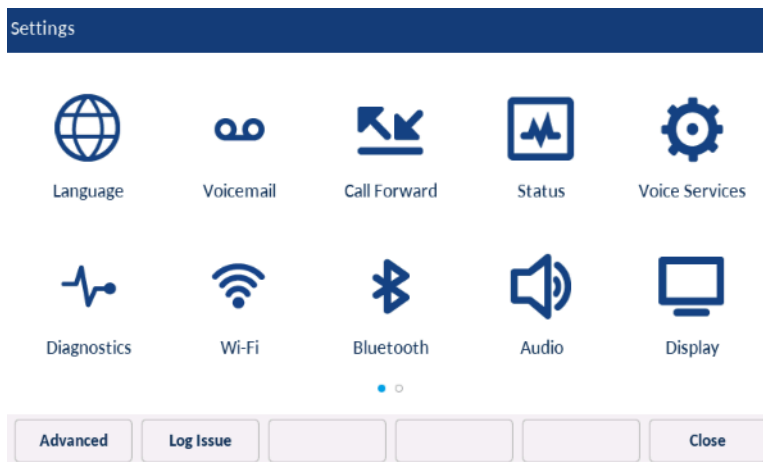 Settings
Language Voicemail Call Forward Status Voice Services
Diagnostics Wi-Fi Bluetooth Audio Display
Advanced Log Issue Close